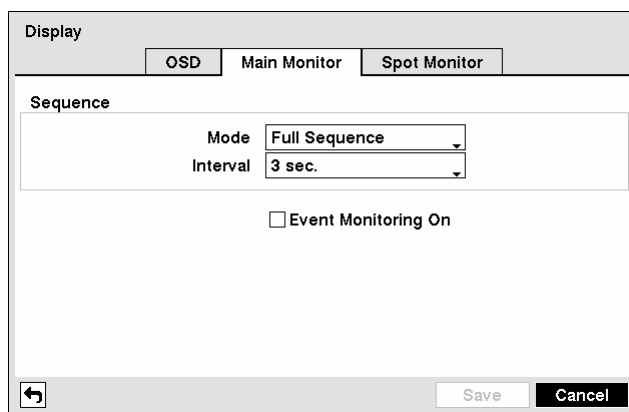 Display
OSD Main Monitor Spot Monitor
Sequence
Mode Full Sequence
Interval 3 sec.
Event Monitoring On
Save Cancel